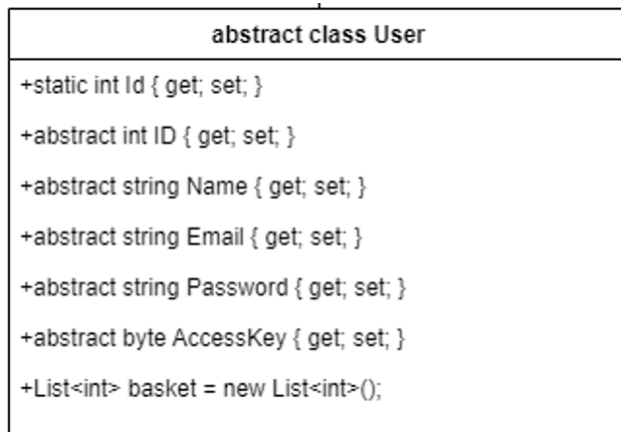 abstract class User
+static int Id { get; set; }
+abstract int ID { get; set; }
+abstract string Name { get; set; }
+abstract string Email { get; set; }
+abstract string Password { get; set; }
+abstract byte AccessKey { get; set; }
+List<int> basket = new List<int>();